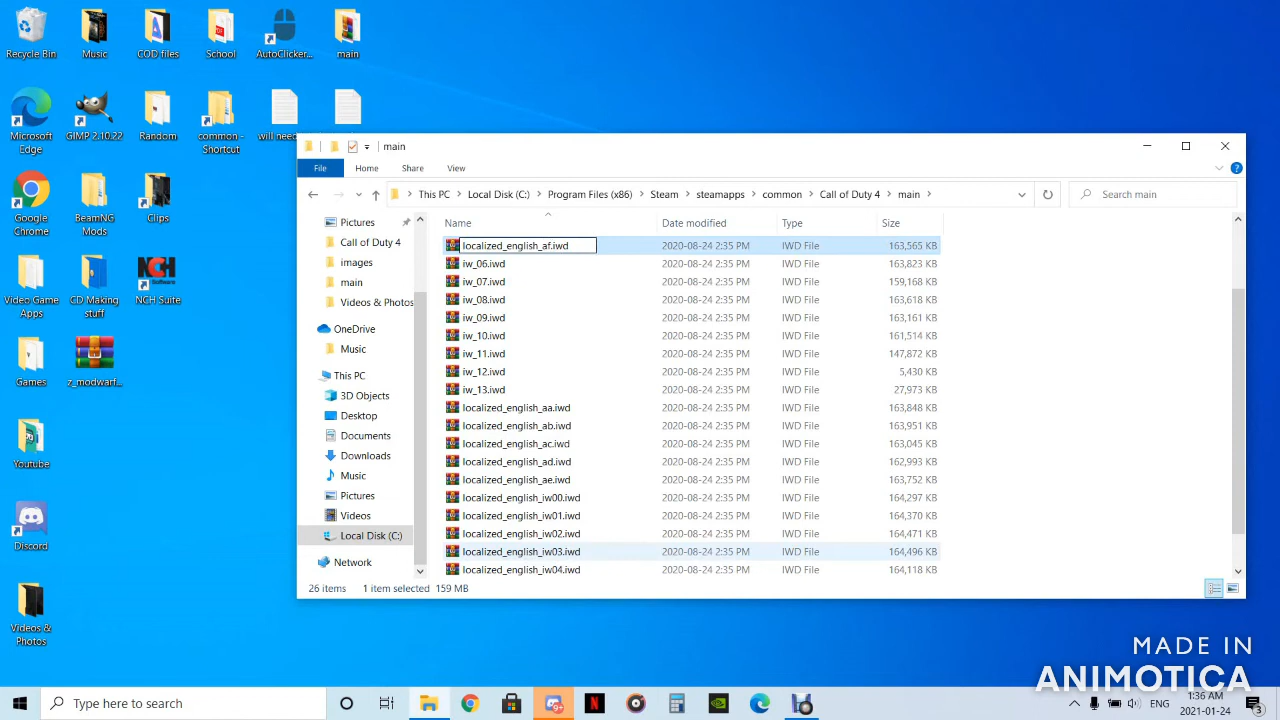 Recycle Bin
Music
COD files
School
AutoClicker...
main
Microsoft
Edge
GIMP 2.10.22
Random
common -
Shortcut
will need
Google
Chrome
BeamNG
Mods
Clips
Video Game
Apps
CD Making
stuff
NCH Suite
Games
z_modwarf...
Youtube
Discord
Videos &
Photos
main
File
Home
Share
View
This PC
Local Disk (C:)
Program Files (x86)
Steam
steamapps
common
Call of Duty 4
main
Search main
Pictures
Call of Duty 4
images
main
Videos & Photos
OneDrive
Music
This PC
3D Objects
Desktop
Documents
Downloads
Music
Pictures
Videos
Local Disk (C:)
Network
Name Date modified Type Size
localized_english_af.iwd 2020-08-24 2:35 PM IWD File 163,565 KB
iw_06.iwd 2020-08-24 2:35 PM IWD File 163,823 KB
iw_07.iwd 2020-08-24 2:35 PM IWD File 159,168 KB
iw_08.iwd 2020-08-24 2:35 PM IWD File 163,618 KB
iw_09.iwd 2020-08-24 2:35 PM IWD File 163,161 KB
iw_10.iwd 2020-08-24 2:35 PM IWD File 161,514 KB
iw_11.iwd 2020-08-24 2:35 PM IWD File 147,872 KB
iw_12.iwd 2020-08-24 2:35 PM IWD File 5,430 KB
iw_13.iwd 2020-08-24 2:35 PM IWD File 27,973 KB
localized_english_aa.iwd 2020-08-24 2:35 PM IWD File 163,848 KB
localized_english_ab.iwd 2020-08-24 2:35 PM IWD File 163,951 KB
localized_english_ac.iwd 2020-08-24 2:35 PM IWD File 163,045 KB
localized_english_ad.iwd 2020-08-24 2:35 PM IWD File 162,993 KB
localized_english_ae.iwd 2020-08-24 2:35 PM IWD File 163,752 KB
localized_english_iw00.iwd 2020-08-24 2:35 PM IWD File 164,297 KB
localized_english_iw01.iwd 2020-08-24 2:35 PM IWD File 164,370 KB
localized_english_iw02.iwd 2020-08-24 2:35 PM IWD File 164,471 KB
localized_english_iw03.iwd 2020-08-24 2:35 PM IWD File 164,496 KB
localized_english_iw04.iwd 2020-08-24 2:35 PM IWD File 164,118 KB
26 items 1 item selected 159 MB
MADE IN
ANIMOTICA
Type here to search
ENG
1:36 AM
2021-01-24
3